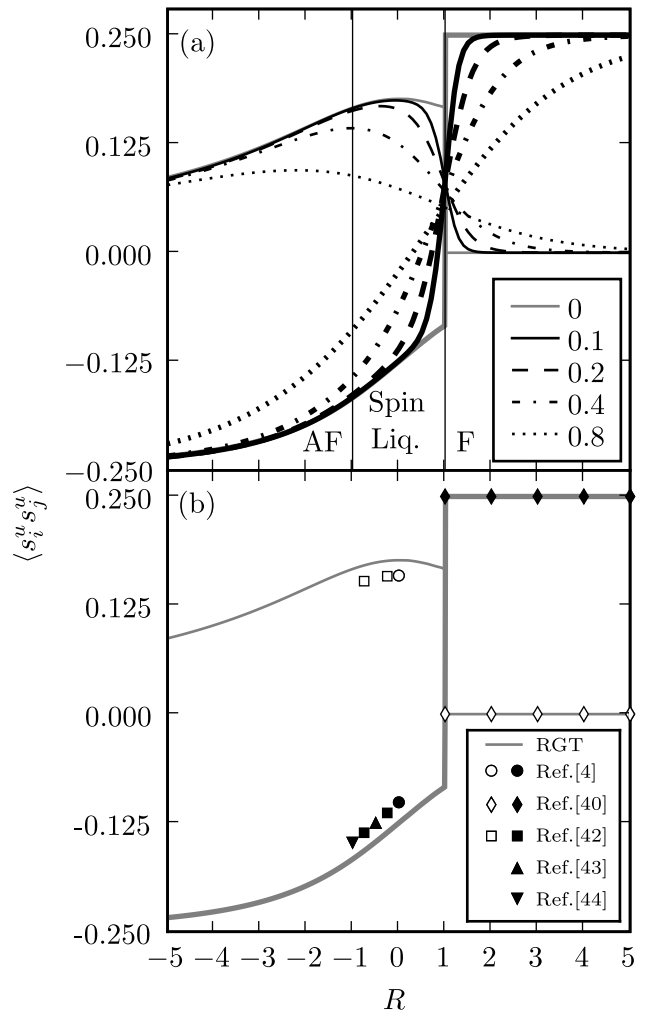 (a)
0.250
0.125
0.000
−0.125
−0.250
AF
Spin
Liq.
F
0
0.1
0.2
0.4
0.8
⟨s_i^u s_j^u⟩
(b)
0.250
0.125
0.000
-0.125
-0.250
RGT
Ref.[4]
Ref.[40]
Ref.[42]
Ref.[43]
Ref.[44]
−5 −4 −3 −2 −1 0 1 2 3 4 5
R